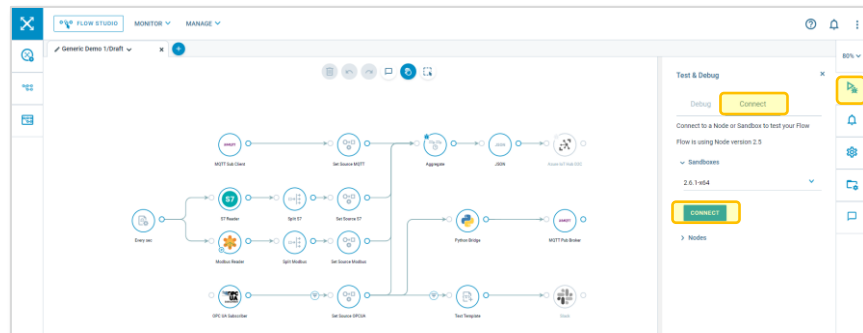 FLOW STUDIO MONITOR MANAGE
Generic Demo 1/Draft x +
80%
Test & Debug x
Debug Connect
Connect to a Node or Sandbox to test your Flow
Flow is using Node version 2.5
Sandboxes
2.6.1-x64
CONNECT
Nodes
MQTT Sub Client Set Source MQTT Aggregate JSON
JSON
S7
S7 Reader Split S7 Set Source S7
Every sec
Modbus Reader Split Modbus Set Source Modbus
Python Bridge MQTT Pub Broker
OPC UA Subscriber Set Source OPCUA Text Template Slack